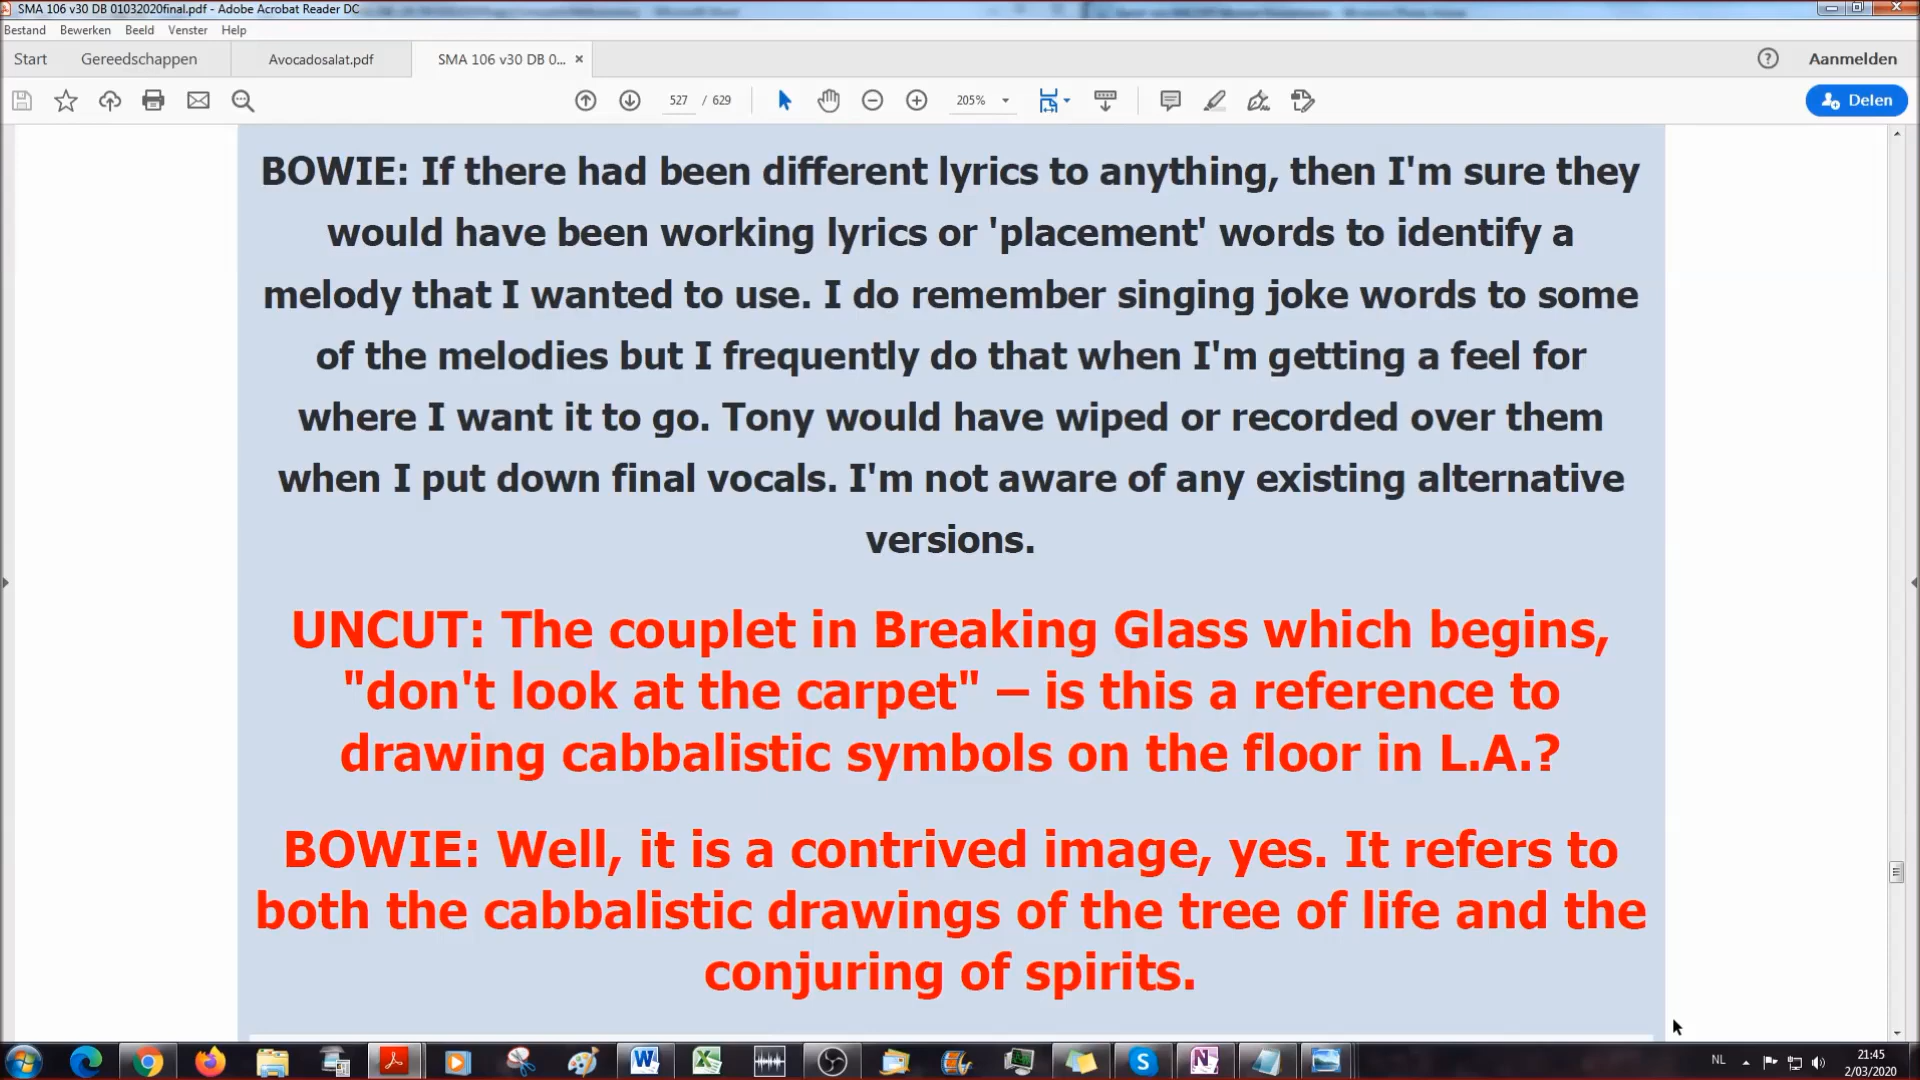 SMA 106 v30 DB 01032020final.pdf - Adobe Acrobat Reader DC
Bestand Bewerken Beeld Venster Help
Start Gereedschappen Avocadosalat.pdf SMA 106 v30 DB 0... × Aanmelden
527 / 629 205% Delen
BOWIE: If there had been different lyrics to anything, then I'm sure they
would have been working lyrics or 'placement' words to identify a
melody that I wanted to use. I do remember singing joke words to some
of the melodies but I frequently do that when I'm getting a feel for
where I want it to go. Tony would have wiped or recorded over them
when I put down final vocals. I'm not aware of any existing alternative
versions.
UNCUT: The couplet in Breaking Glass which begins,
"don't look at the carpet" – is this a reference to
drawing cabbalistic symbols on the floor in L.A.?
BOWIE: Well, it is a contrived image, yes. It refers to
both the cabbalistic drawings of the tree of life and the
conjuring of spirits.
NL 21:45
2/03/2020